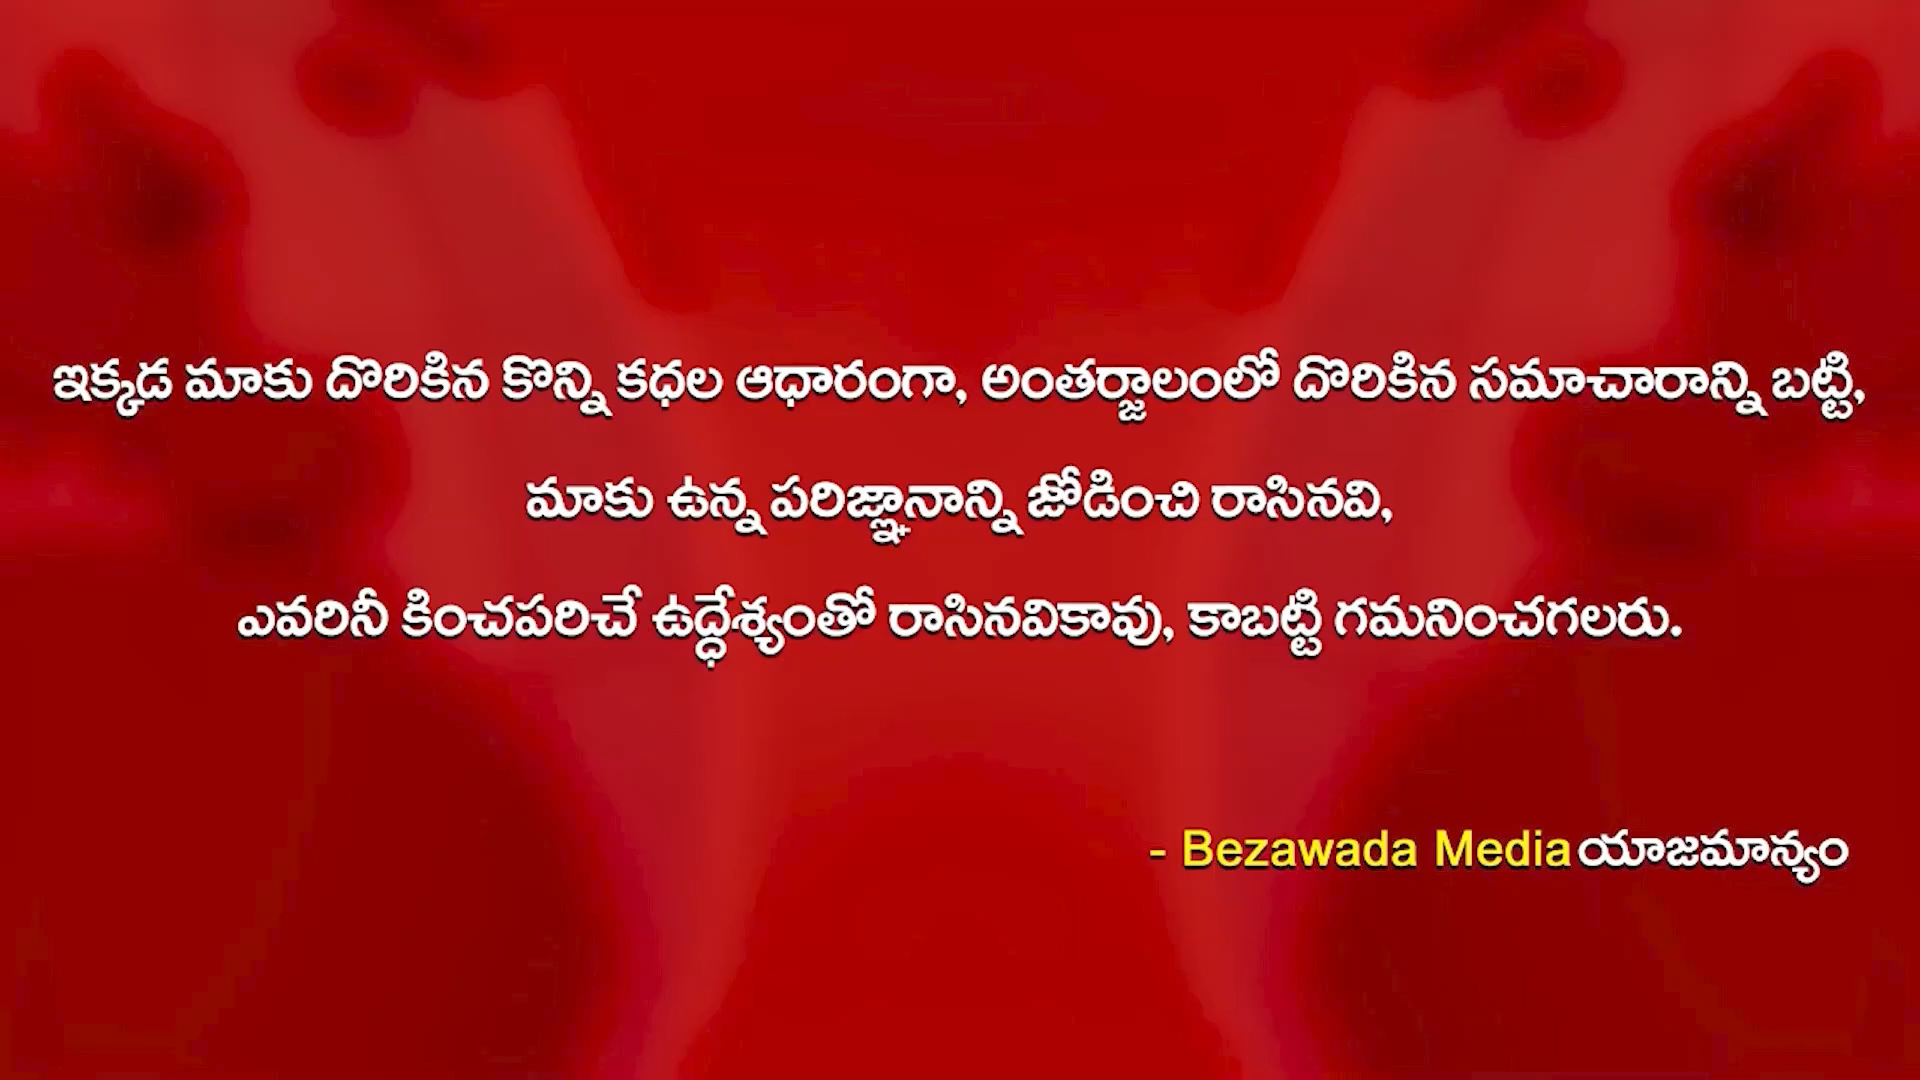 ఇక్కడ మాకు దొరికిన కొన్ని కధల ఆధారంగా, అంతర్జాలంలో దొరికిన సమాచారాన్ని బట్టి,
మాకు ఉన్న పరిజ్ఞానాన్ని జోడించి రాసినవి,
ఎవరినీ కించపరిచే ఉద్ధేశ్యంతో రాసినవికావు, కాబట్టి గమనించగలరు.
- Bezawada Media యాజమాన్యం